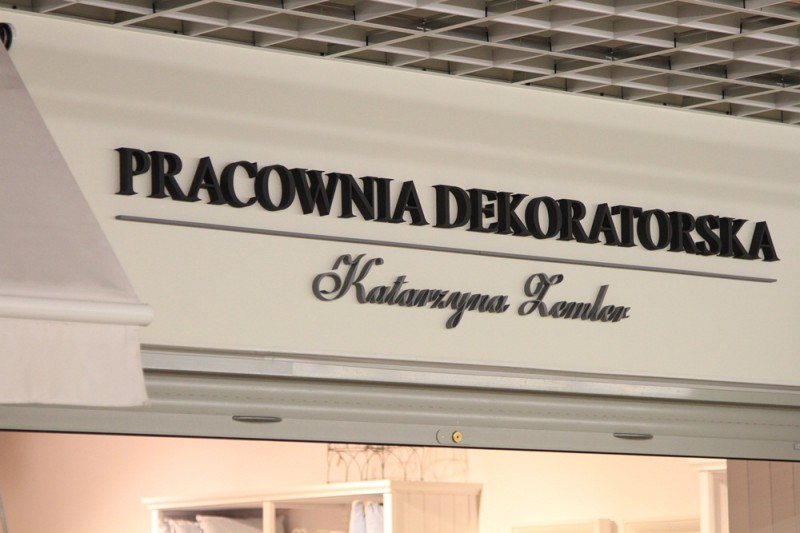 PRACOWNIA DEKORATORSKA
Katarzyna Zemler